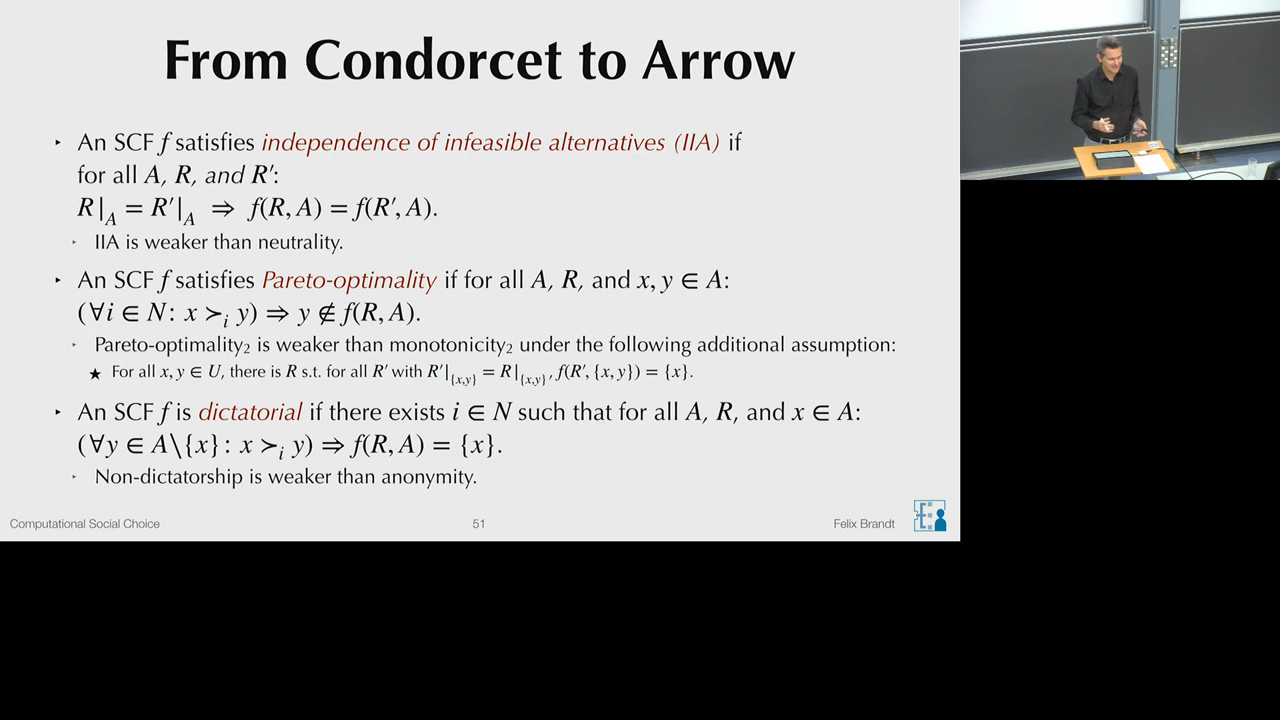 From Condorcet to Arrow
‣ An SCF f satisfies independence of infeasible alternatives (IIA) if
for all A, R, and R′:
R|_A = R′|_A ⇒ f(R, A) = f(R′, A).
‣ IIA is weaker than neutrality.
‣ An SCF f satisfies Pareto-optimality if for all A, R, and x, y ∈ A:
(∀i ∈ N: x ≻_i y) ⇒ y ∉ f(R, A).
‣ Pareto-optimality₂ is weaker than monotonicity₂ under the following additional assumption:
★ For all x, y ∈ U, there is R s.t. for all R′ with R′|_{x,y} = R|_{x,y}, f(R′, {x, y}) = {x}.
‣ An SCF f is dictatorial if there exists i ∈ N such that for all A, R, and x ∈ A:
(∀y ∈ A\{x}: x ≻_i y) ⇒ f(R, A) = {x}.
‣ Non-dictatorship is weaker than anonymity.
Computational Social Choice
51
Felix Brandt